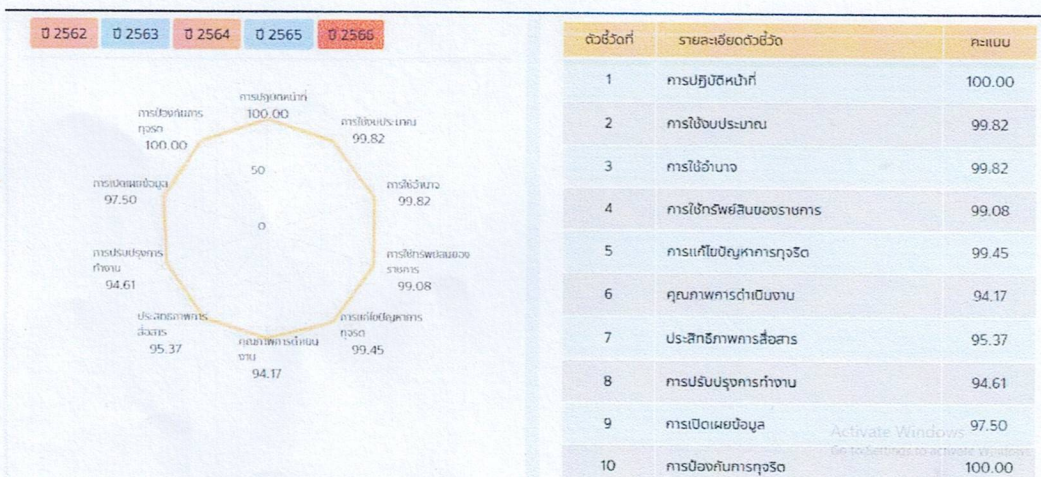 ปี 2562 ปี 2563 ปี 2564 ปี 2565 ปี 2566
การปฏิบัติหน้าที่
100.00
การใช้งบประมาณ
99.82
การใช้อำนาจ
99.82
การใช้ทรัพย์สินของ
ราชการ
99.08
การแก้ไขปัญหาการ
ทุจริต
99.45
คุณภาพการดำเนิน
งาน
94.17
ประสิทธิภาพการ
สื่อสาร
95.37
การปรับปรุงการ
ทำงาน
94.61
การเปิดเผยข้อมูล
97.50
การป้องกันการ
ทุจริต
100.00
50
0
ตัวชี้วัดที่ รายละเอียดตัวชี้วัด คะแนน
1 การปฏิบัติหน้าที่ 100.00
2 การใช้งบประมาณ 99.82
3 การใช้อำนาจ 99.82
4 การใช้ทรัพย์สินของราชการ 99.08
5 การแก้ไขปัญหาการทุจริต 99.45
6 คุณภาพการดำเนินงาน 94.17
7 ประสิทธิภาพการสื่อสาร 95.37
8 การปรับปรุงการทำงาน 94.61
9 การเปิดเผยข้อมูล 97.50
Activate Windows
Go to Settings to activate Windows.
10 การป้องกันการทุจริต 100.00